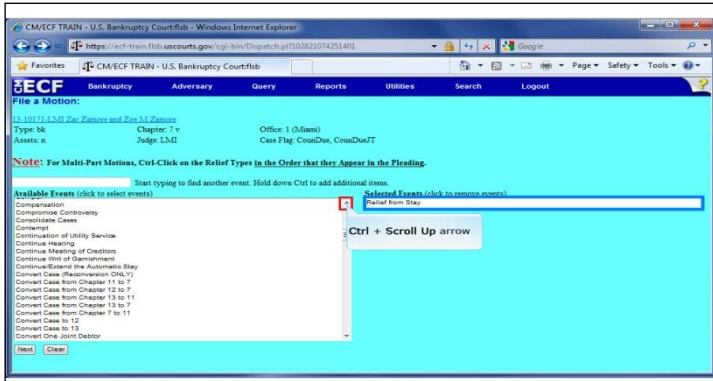 CM/ECF TRAIN - U.S. Bankruptcy Court:flsb - Windows Internet Explorer
https://ecf-train.flsb.uscourts.gov/cgi-bin/Dispatch.pl?102821074251401
Google
Favorites
CM/ECF TRAIN - U.S. Bankruptcy Court:flsb
Page
Safety
Tools
ECF
Bankruptcy
Adversary
Query
Reports
Utilities
Search
Logout
?
File a Motion:
13-10171-LMI Zac Zamore and Zoe M Zamore
Type: bk
Chapter: 7 v
Office: 1 (Miami)
Assets: n
Judge: LMI
Case Flag: CounDue, CounDueJT
Note: For Multi-Part Motions, Ctrl-Click on the Relief Types in the Order that they Appear in the Pleading.
Start typing to find another event. Hold down Ctrl to add additional items.
Available Events (click to select events)
Selected Events (click to remove events)
Relief from Stay
Compensation
Compromise Controversy
Consolidate Cases
Contempt
Continuation of Utility Service
Continue Hearing
Continue Meeting of Creditors
Continue Writ of Garnishment
Continue/Extend the Automatic Stay
Convert Case (Reconversion ONLY)
Convert Case from Chapter 11 to 7
Convert Case from Chapter 12 to 7
Convert Case from Chapter 13 to 11
Convert Case from Chapter 13 to 7
Convert Case from Chapter 7 to 11
Convert Case to 12
Convert Case to 13
Convert One Joint Debtor
Ctrl + Scroll Up arrow
Next
Clear